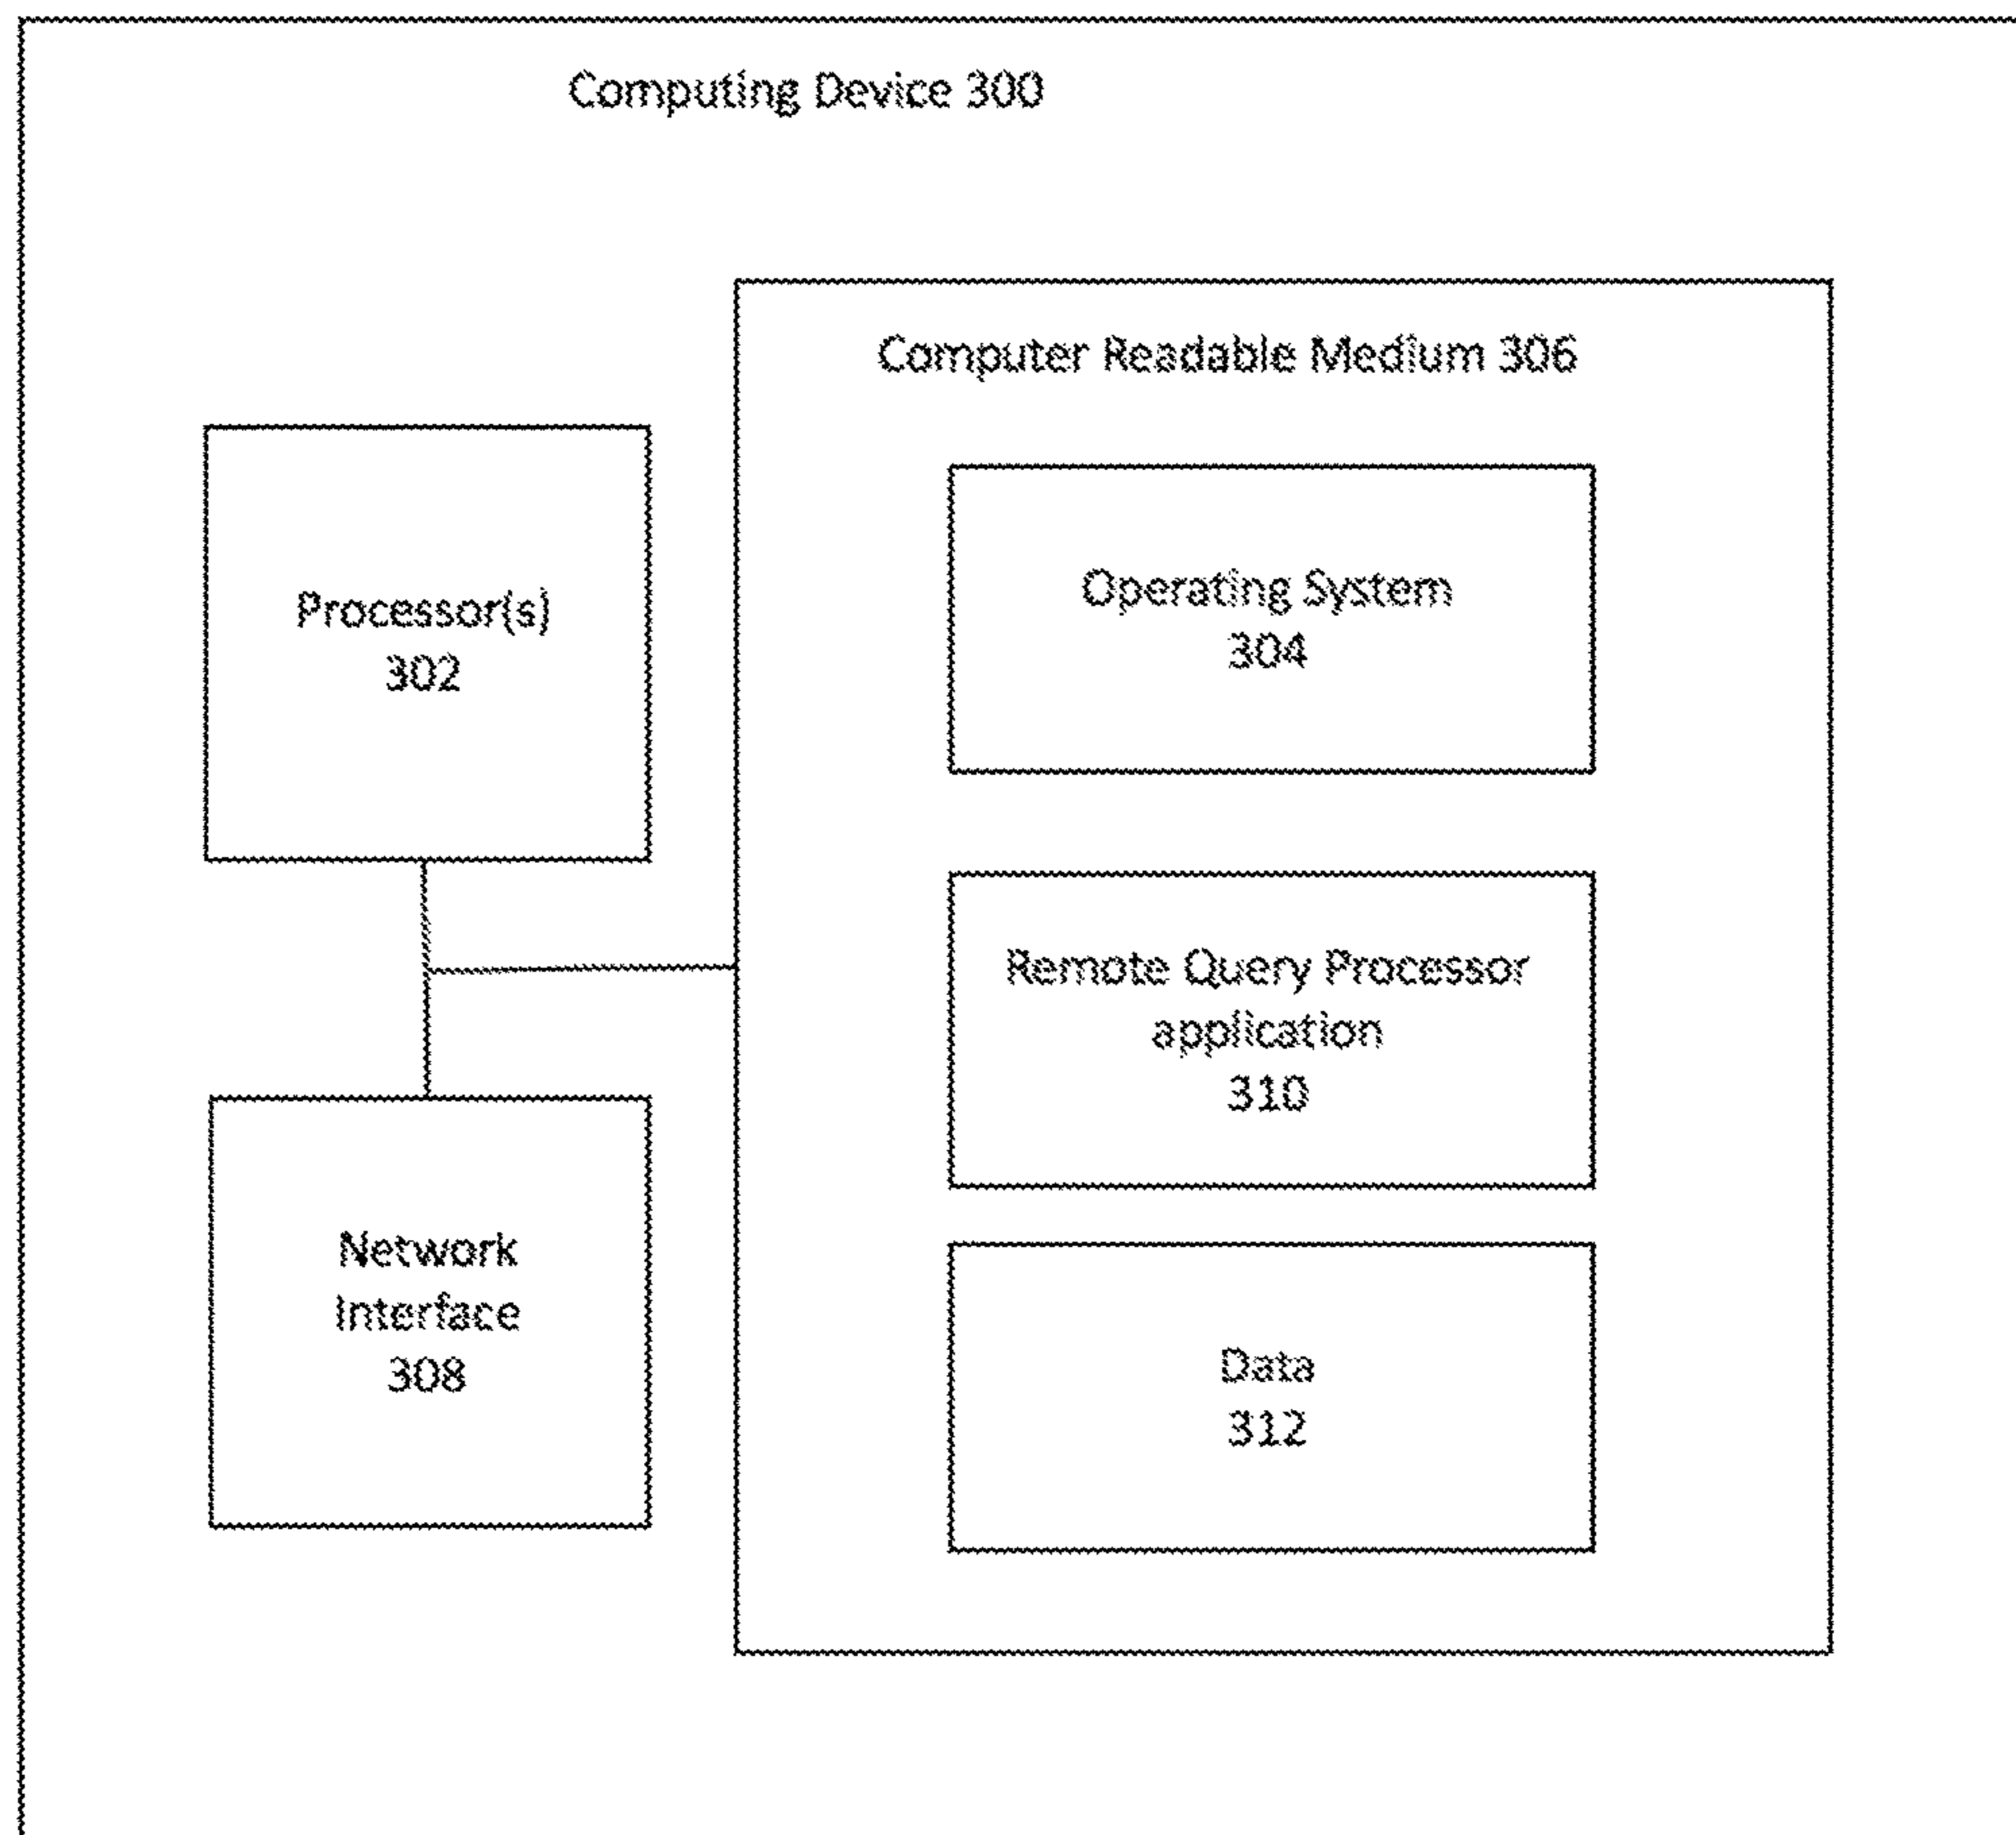 Computing Device 300
Computer Readable Medium 306
Processor(s)
302
Operating System
304
Remote Query Processor
application
310
Network
Interface
308
Data
312